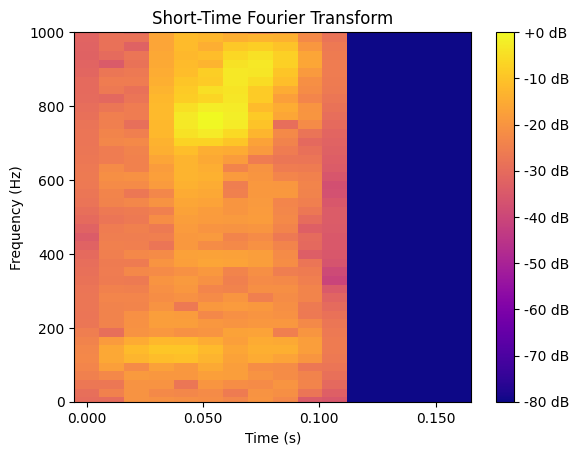 Short-Time Fourier Transform
1000
800
600
400
200
0
Frequency (Hz)
0.000
0.050
0.100
0.150
Time (s)
+0 dB
-10 dB
-20 dB
-30 dB
-40 dB
-50 dB
-60 dB
-70 dB
-80 dB